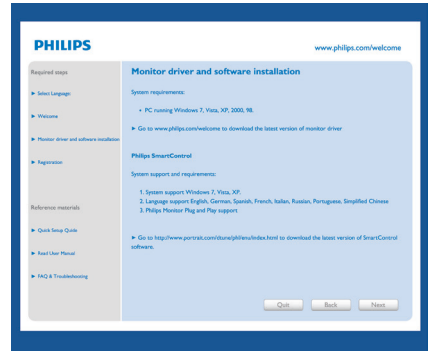 PHILIPS
www.philips.com/welcome
Required steps
► Select Language:
► Welcome
► Monitor driver and software installation
► Registration
Reference materials
► Quick Setup Quide
► Read User Manual
► FAQ & Troubleshooting
Monitor driver and software installation
System requirements:
• PC running Windows 7, Vista, XP, 2000, 98.
► Go to www.philips.com/welcome to download the latest version of monitor driver
Philips SmartControl
System support and requirements:
1. System support Windows 7, Vista, XP.
2. Language support English, German, Spanish, French, Italian, Russian, Portuguese, Simplified Chinese
3. Philips Monitor Plug and Play support
► Go to http://www.portrait.com/dtune/phil/enu/index.html to download the latest version of SmartControl
software.
Quit
Back
Next